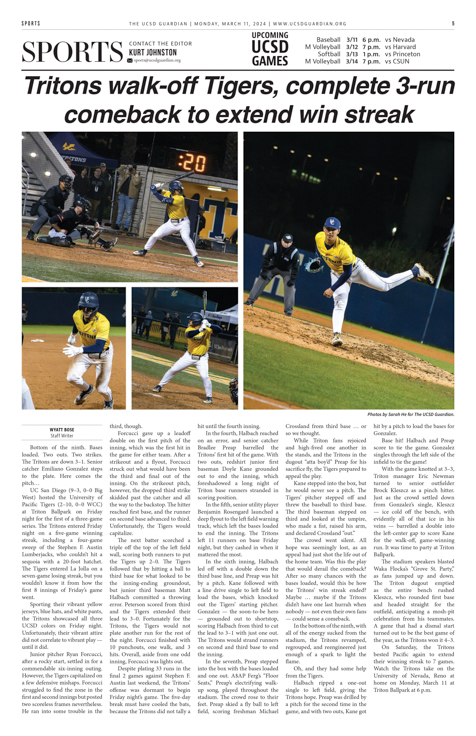 SPORTS
THE UCSD GUARDIAN | MONDAY, MARCH 11, 2024 | WWW.UCSDGUARDIAN.ORG
9
SPORTS
CONTACT THE EDITOR
KURT JOHNSTON
sports@ucsdguardian.org
UPCOMING
UCSD
GAMES
Baseball 3/11 6 p.m. vs Nevada
M Volleyball 3/12 7 p.m. vs Harvard
Softball 3/13 1 p.m. vs Princeton
M Volleyball 3/14 7 p.m. vs CSUN
Tritons walk-off Tigers, complete 3-run
comeback to extend win streak
:20
Photos by Sarah He for The UCSD Guardian.
WYATT BOSE
Staff Writer
Bottom of the ninth. Bases
loaded. Two outs. Two strikes.
The Tritons are down 3–1. Senior
catcher Emiliano Gonzalez steps
to the plate. Here comes the
pitch…
UC San Diego (9–3, 0–0 Big
West) hosted the University of
Pacific Tigers (2–10, 0–0 WCC)
at Triton Ballpark on Friday
night for the first of a three-game
series. The Tritons entered Friday
night on a five-game winning
streak, including a four-game
sweep of the Stephen F. Austin
Lumberjacks, who couldn't hit a
sequoia with a 20-foot hatchet.
The Tigers entered La Jolla on a
seven-game losing streak, but you
wouldn't know it from how the
first 8 innings of Friday's game
went.
Sporting their vibrant yellow
jerseys, blue hats, and white pants,
the Tritons showcased all three
UCSD colors on Friday night.
Unfortunately, their vibrant attire
did not correlate to vibrant play —
until it did.
Junior pitcher Ryan Forcucci,
after a rocky start, settled in for a
commendable six-inning outing.
However, the Tigers capitalized on
a few defensive mishaps. Forcucci
struggled to find the zone in the
first and second innings but posted
two scoreless frames nevertheless.
He ran into some trouble in the
third, though.
Forcucci gave up a leadoff
double on the first pitch of the
inning, which was the first hit in
the game for either team. After a
strikeout and a flyout, Forcucci
struck out what would have been
the third and final out of the
inning. On the strikeout pitch,
however, the dropped third strike
skidded past the catcher and all
the way to the backstop. The hitter
reached first base, and the runner
on second base advanced to third.
Unfortunately, the Tigers would
capitalize.
The next batter scorched a
triple off the top of the left field
wall, scoring both runners to put
the Tigers up 2–0. The Tigers
followed that by hitting a ball to
third base for what looked to be
the inning-ending groundout,
but junior third baseman Matt
Halbach committed a throwing
error. Peterson scored from third
and the Tigers extended their
lead to 3–0. Fortunately for the
Tritons, the Tigers would not
plate another run for the rest of
the night. Forcucci finished with
10 punchouts, one walk, and 3
hits. Overall, aside from one odd
inning, Forcucci was lights out.
Despite plating 33 runs in the
final 2 games against Stephen F.
Austin last weekend, the Tritons'
offense was dormant to begin
Friday night's game. The five-day
break must have cooled the bats,
because the Tritons did not tally a
hit until the fourth inning.
In the fourth, Halbach reached
on an error, and senior catcher
Bradlee Preap barrelled the
Tritons' first hit of the game. With
two outs, redshirt junior first
baseman Doyle Kane grounded
out to end the inning, which
foreshadowed a long night of
Triton base runners stranded in
scoring position.
In the fifth, senior utility player
Benjamin Rosengard launched a
deep flyout to the left field warning
track, which left the bases loaded
to end the inning. The Tritons
left 11 runners on base Friday
night, but they cashed in when it
mattered the most.
In the sixth inning, Halbach
led off with a double down the
third base line, and Preap was hit
by a pitch. Kane followed with
a line drive single to left field to
load the bases, which knocked
out the Tigers' starting pitcher.
Gonzalez — the soon-to-be hero
— grounded out to shortstop,
scoring Halbach from third to cut
the lead to 3–1 with just one out.
The Tritons would strand runners
on second and third base to end
the inning.
In the seventh, Preap stepped
into the box with the bases loaded
and one out. A$AP Ferg's "Floor
Seats," Preap's electrifying walk-
up song, played throughout the
stadium. The crowd rose to their
feet. Preap skied a fly ball to left
field, scoring freshman Michael
Crossland from third base … or
so we thought.
While Triton fans rejoiced
and high-fived one another in
the stands, and the Tritons in the
dugout "atta boy'd" Preap for his
sacrifice fly, the Tigers prepared to
appeal the play.
Kane stepped into the box, but
he would never see a pitch. The
Tigers' pitcher stepped off and
threw the baseball to third base.
The third baseman stepped on
third and looked at the umpire,
who made a fist, raised his arm,
and declared Crossland "out."
The crowd went silent. All
hope was seemingly lost, as an
appeal had just shot the life out of
the home team. Was this the play
that would derail the comeback?
After so many chances with the
bases loaded, would this be how
the Tritons' win streak ended?
Maybe … maybe if the Tritons
didn't have one last hurrah when
nobody — not even their own fans
— could sense a comeback.
In the bottom of the ninth, with
all of the energy sucked from the
stadium, the Tritons revamped,
regrouped, and reengineered just
enough of a spark to light the
flame.
Oh, and they had some help
from the Tigers.
Halbach ripped a one-out
single to left field, giving the
Tritons hope. Preap was drilled by
a pitch for the second time in the
game, and with two outs, Kane got
hit by a pitch to load the bases for
Gonzalez.
Base hit! Halbach and Preap
score to tie the game. Gonzalez
singles through the left side of the
infield to tie the game!
With the game knotted at 3–3,
Triton manager Eric Newman
turned to senior outfielder
Brock Kleszcz as a pinch hitter.
Just as the crowd settled down
from Gonzalez's single, Kleszcz
— ice cold off the bench, with
evidently all of that ice in his
veins — barrelled a double into
the left-center gap to score Kane
for the walk-off, game-winning
run. It was time to party at Triton
Ballpark.
The stadium speakers blasted
Waka Flocka's "Grove St. Party,"
as fans jumped up and down.
The Triton dugout emptied
as the entire bench rushed
Kleszcz, who rounded first base
and headed straight for the
outfield, anticipating a mosh-pit
celebration from his teammates.
A game that had a dismal start
turned out to be the best game of
the year, as the Tritons won it 4–3.
On Saturday, the Tritons
bested Pacific again to extend
their winning streak to 7 games.
Watch the Tritons take on the
University of Nevada, Reno at
home on Monday, March 11 at
Triton Ballpark at 6 p.m.